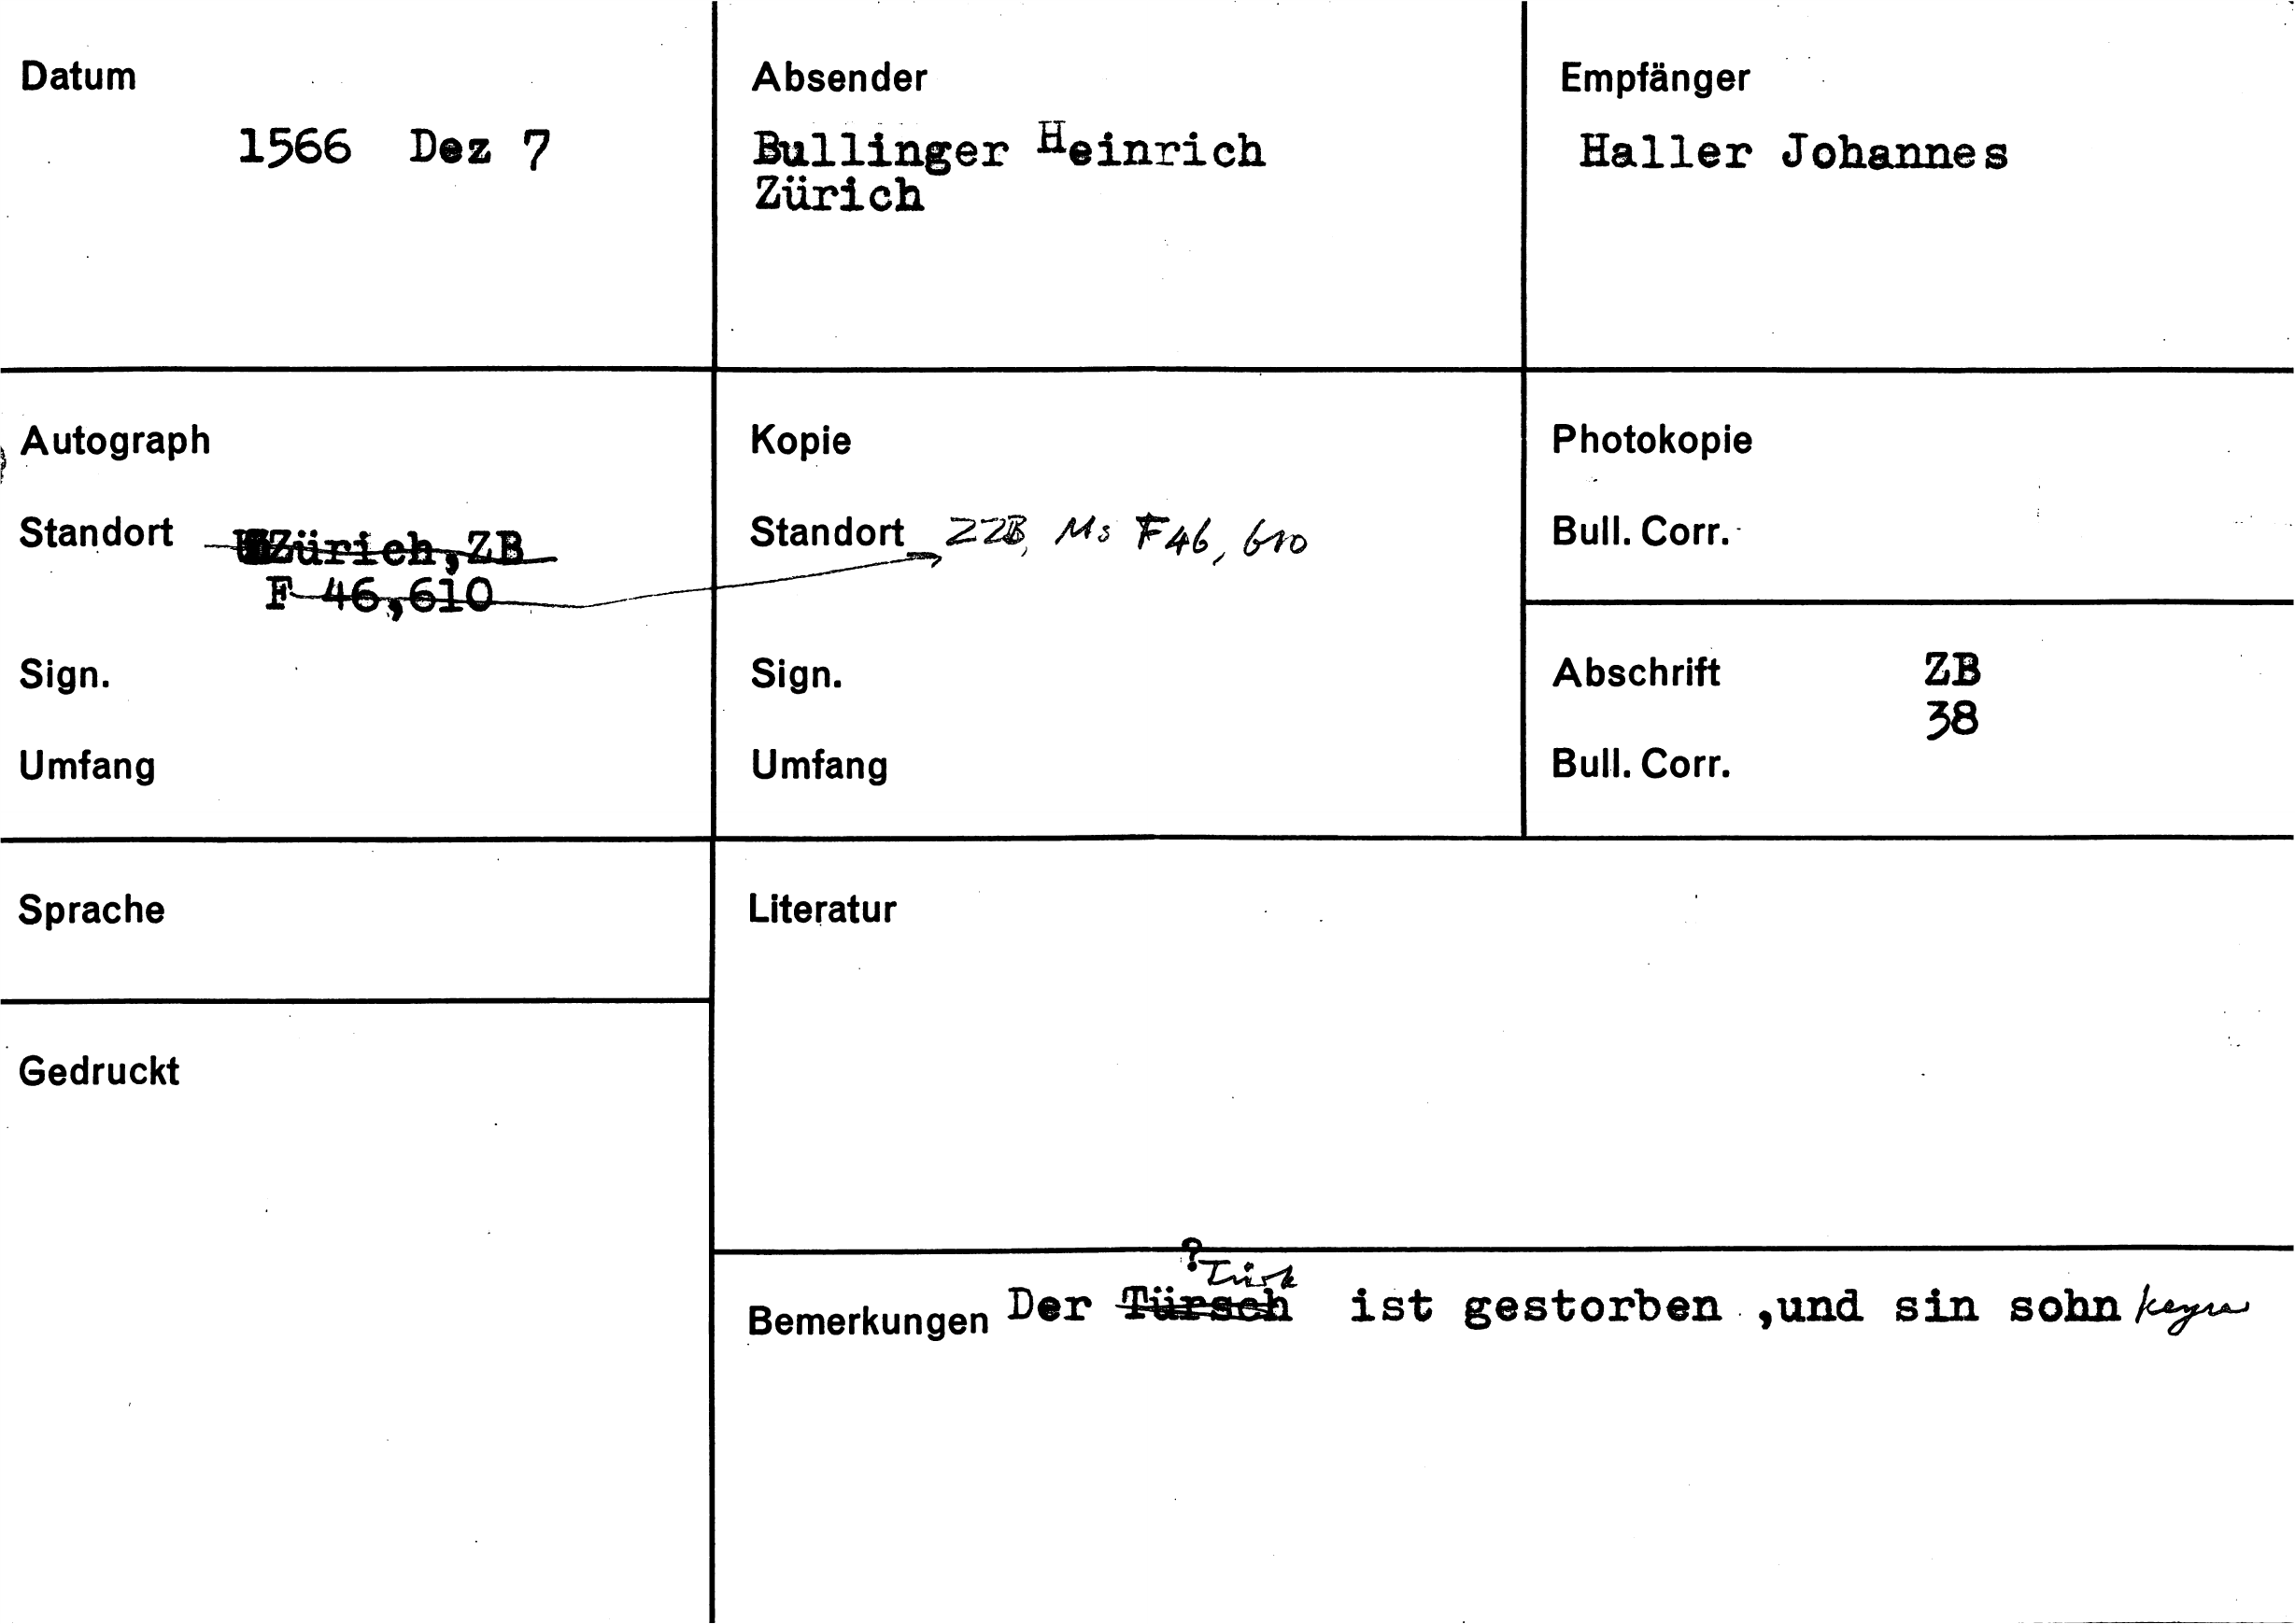 Datum
1566 Dez 7
Absender
Bullinger Heinrich
Zürich
Empfänger
Haller Johannes
Autograph
Standort Zürich,ZB
F 46,610
Sign.
Umfang
Kopie
Standort ZZB, Ms F46, 610
Sign.
Umfang
Photokopie
Bull. Corr.
Abschrift ZB
38
Bull. Corr.
Sprache
Gedruckt
Literatur
? Türk
Bemerkungen Der Türsch ist gestorben ,und sin sohn